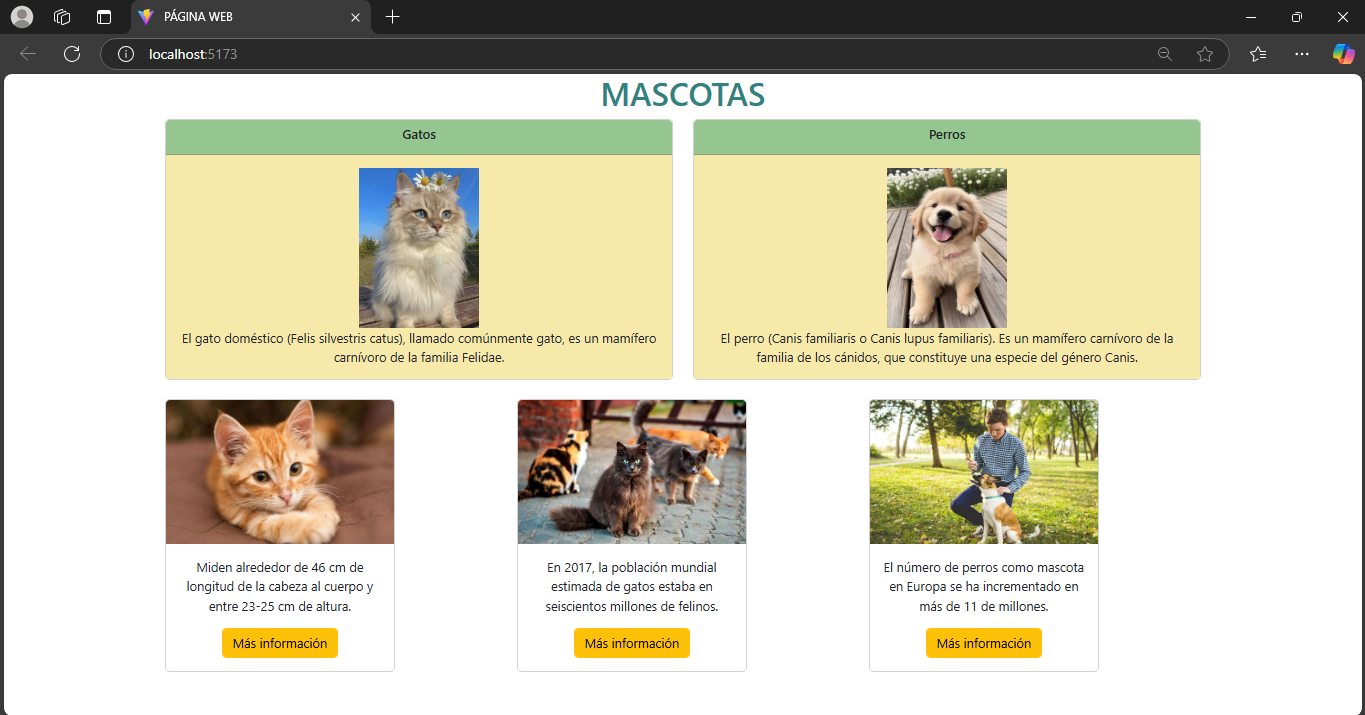 PÁGINA WEB
localhost:5173
MASCOTAS
Gatos
El gato doméstico (Felis silvestris catus), llamado comúnmente gato, es un mamífero
carnívoro de la familia Felidae.
Perros
El perro (Canis familiaris o Canis lupus familiaris). Es un mamífero carnívoro de la
familia de los cánidos, que constituye una especie del género Canis.
Miden alrededor de 46 cm de
longitud de la cabeza al cuerpo y
entre 23-25 cm de altura.
Más información
En 2017, la población mundial
estimada de gatos estaba en
seiscientos millones de felinos.
Más información
El número de perros como mascota
en Europa se ha incrementado en
más de 11 de millones.
Más información